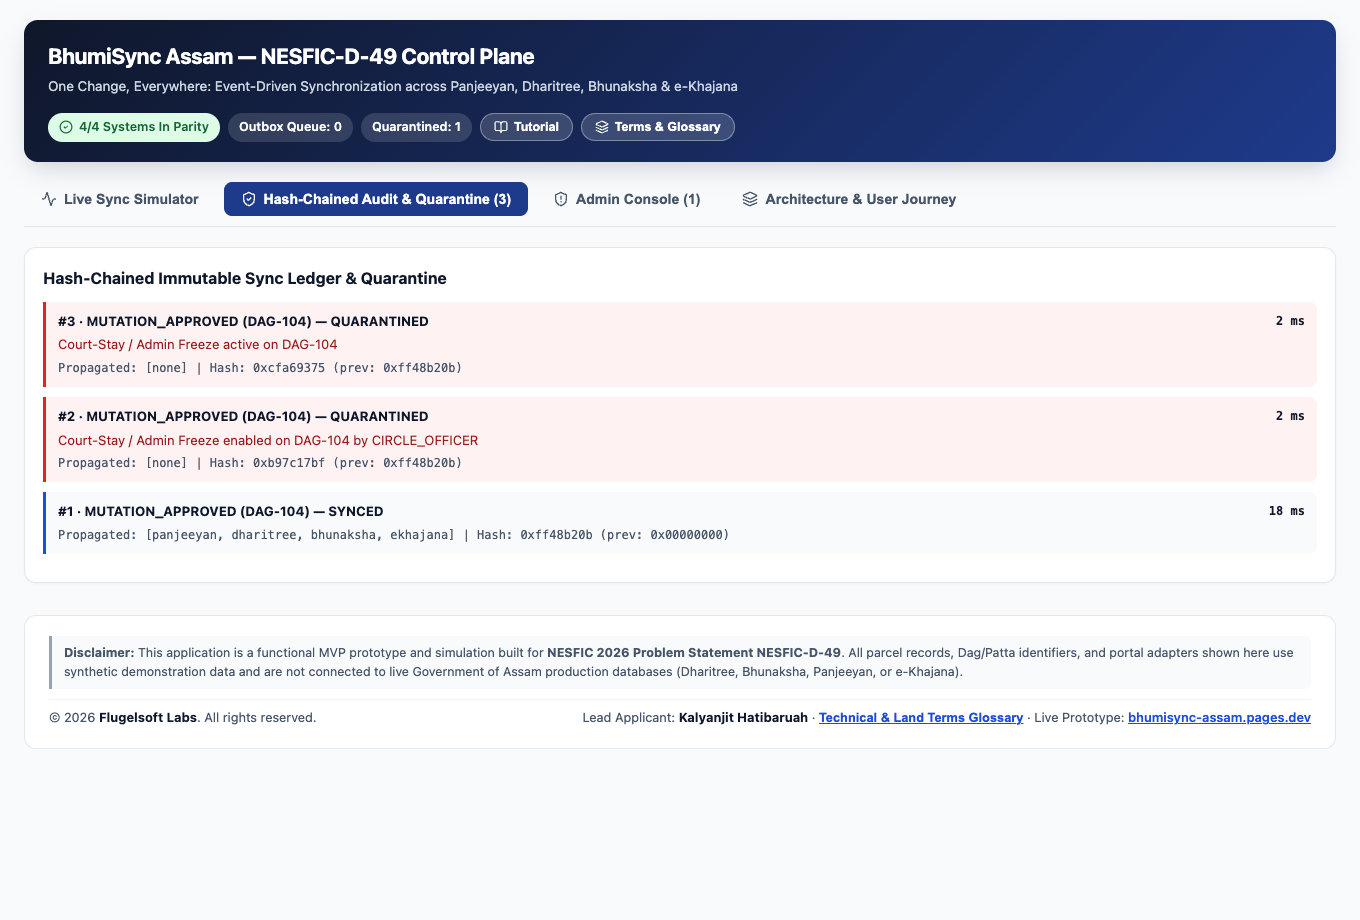 BhumiSync Assam — NESFIC-D-49 Control Plane
One Change, Everywhere: Event-Driven Synchronization across Panjeeyan, Dharitree, Bhunaksha & e-Khajana
4/4 Systems In Parity Outbox Queue: 0 Quarantined: 1 Tutorial Terms & Glossary
Live Sync Simulator Hash-Chained Audit & Quarantine (3) Admin Console (1) Architecture & User Journey
Hash-Chained Immutable Sync Ledger & Quarantine
#3 · MUTATION_APPROVED (DAG-104) — QUARANTINED 2 ms
Court-Stay / Admin Freeze active on DAG-104
Propagated: [none] | Hash: 0xcfa69375 (prev: 0xff48b20b)
#2 · MUTATION_APPROVED (DAG-104) — QUARANTINED 2 ms
Court-Stay / Admin Freeze enabled on DAG-104 by CIRCLE_OFFICER
Propagated: [none] | Hash: 0xb97c17bf (prev: 0xff48b20b)
#1 · MUTATION_APPROVED (DAG-104) — SYNCED 18 ms
Propagated: [panjeeyan, dharitree, bhunaksha, ekhajana] | Hash: 0xff48b20b (prev: 0x00000000)
Disclaimer: This application is a functional MVP prototype and simulation built for NESFIC 2026 Problem Statement NESFIC-D-49. All parcel records, Dag/Patta identifiers, and portal adapters shown here use
synthetic demonstration data and are not connected to live Government of Assam production databases (Dharitree, Bhunaksha, Panjeeyan, or e-Khajana).
© 2026 Flugelsoft Labs. All rights reserved. Lead Applicant: Kalyanjit Hatibaruah · Technical & Land Terms Glossary · Live Prototype: bhumisync-assam.pages.dev